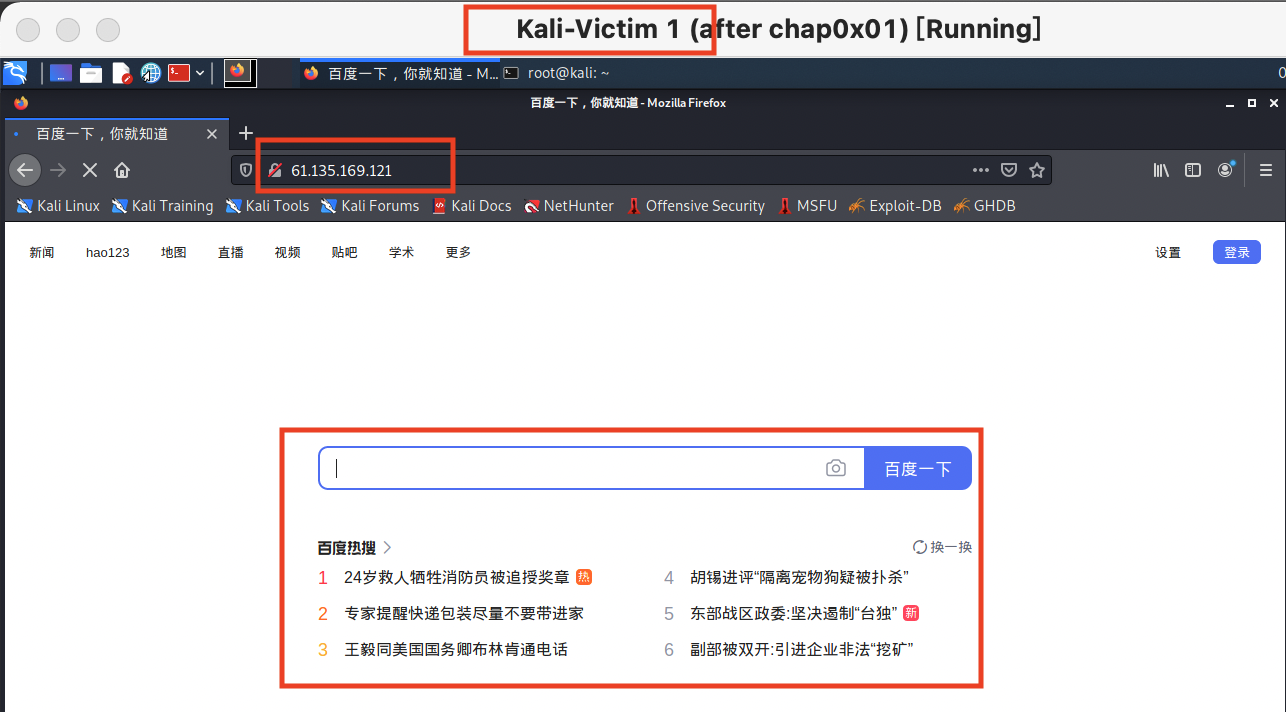 Kali-Victim 1 (after chap0x01) [Running]
百度一下，你就知道 - M... root@kali: ~
百度一下，你就知道 - Mozilla Firefox
百度一下，你就知道
61.135.169.121
Kali Linux Kali Training Kali Tools Kali Forums Kali Docs NetHunter Offensive Security MSFU Exploit-DB GHDB
新闻 hao123 地图 直播 视频 贴吧 学术 更多 设置 登录
百度一下
百度热搜 换一换
1 24岁救人牺牲消防员被追授奖章 热 4 胡锡进评“隔离宠物狗疑被扑杀”
2 专家提醒快递包装尽量不要带进家 5 东部战区政委:坚决遏制“台独” 新
3 王毅同美国国务卿布林肯通电话 6 副部被双开:引进企业非法“挖矿”